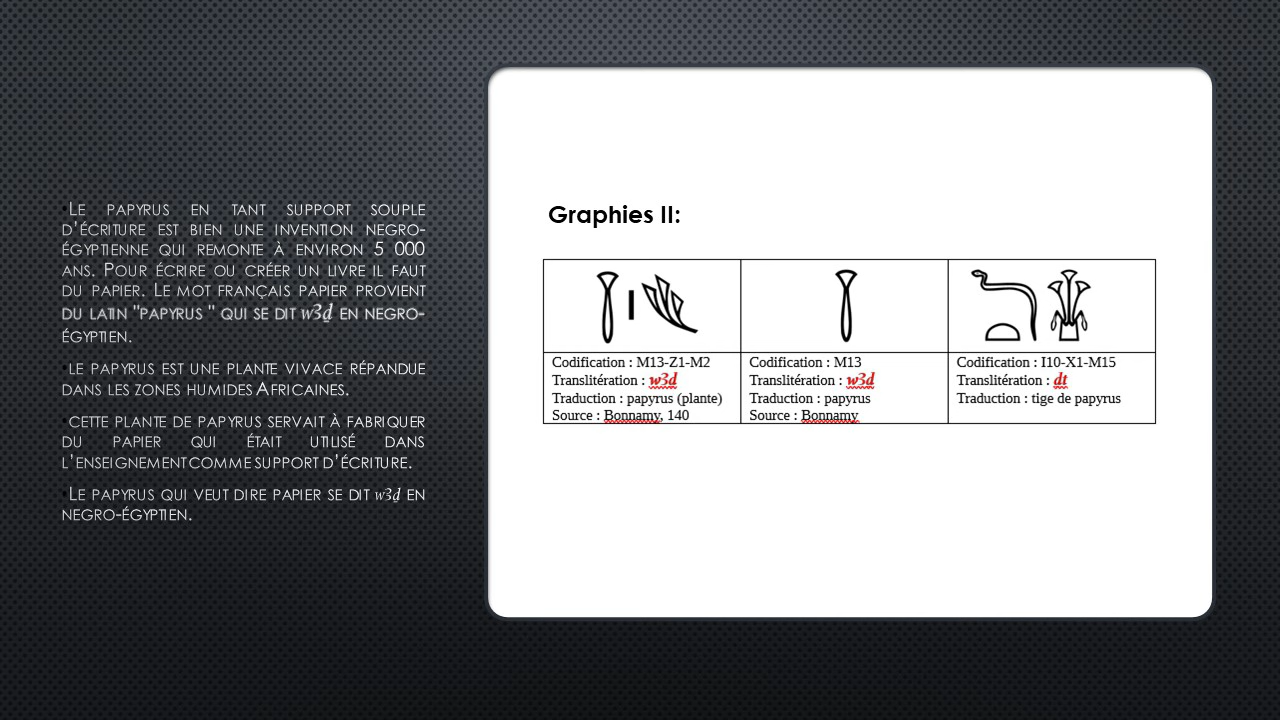 Le papyrus en tant support souple
d'écriture est bien une invention negro-
égyptienne qui remonte à environ 5 000
ans. Pour écrire ou créer un livre il faut
du papier. Le mot français papier provient
du latin "papyrus " qui se dit w3ḏ en negro-
égyptien.
le papyrus est une plante vivace répandue
dans les zones humides Africaines.
cette plante de papyrus servait à fabriquer
du papier qui était utilisé dans
l'enseignement comme support d'écriture.
Le papyrus qui veut dire papier se dit w3ḏ en
negro-égyptien.
Graphies II:
Codification : M13-Z1-M2
Translitération : w3d
Traduction : papyrus (plante)
Source : Bonnamy, 140
Codification : M13
Translitération : w3d
Traduction : papyrus
Source : Bonnamy
Codification : I10-X1-M15
Translitération : dt
Traduction : tige de papyrus